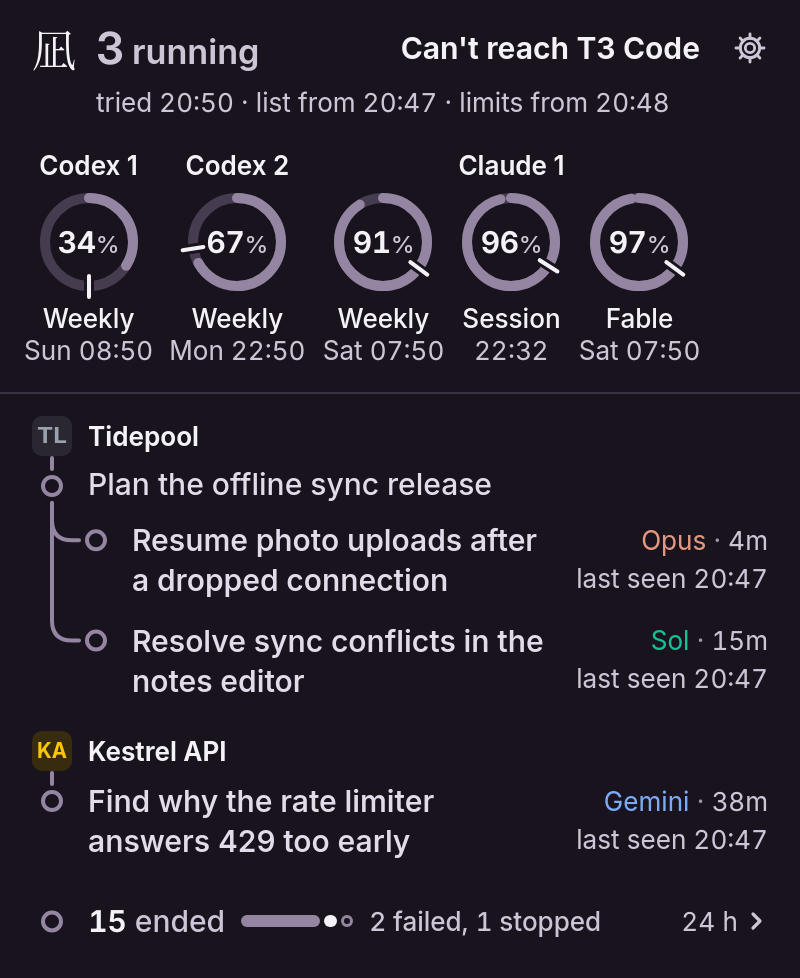 凪 3 running Can't reach T3 Code
tried 20:50 · list from 20:47 · limits from 20:48
Codex 1 Codex 2 Claude 1
34% 67% 91% 96% 97%
Weekly Weekly Weekly Session Fable
Sun 08:50 Mon 22:50 Sat 07:50 22:32 Sat 07:50
TL Tidepool
Plan the offline sync release
Resume photo uploads after Opus · 4m
a dropped connection last seen 20:47
Resolve sync conflicts in the Sol · 15m
notes editor last seen 20:47
KA Kestrel API
Find why the rate limiter Gemini · 38m
answers 429 too early last seen 20:47
15 ended 2 failed, 1 stopped 24 h